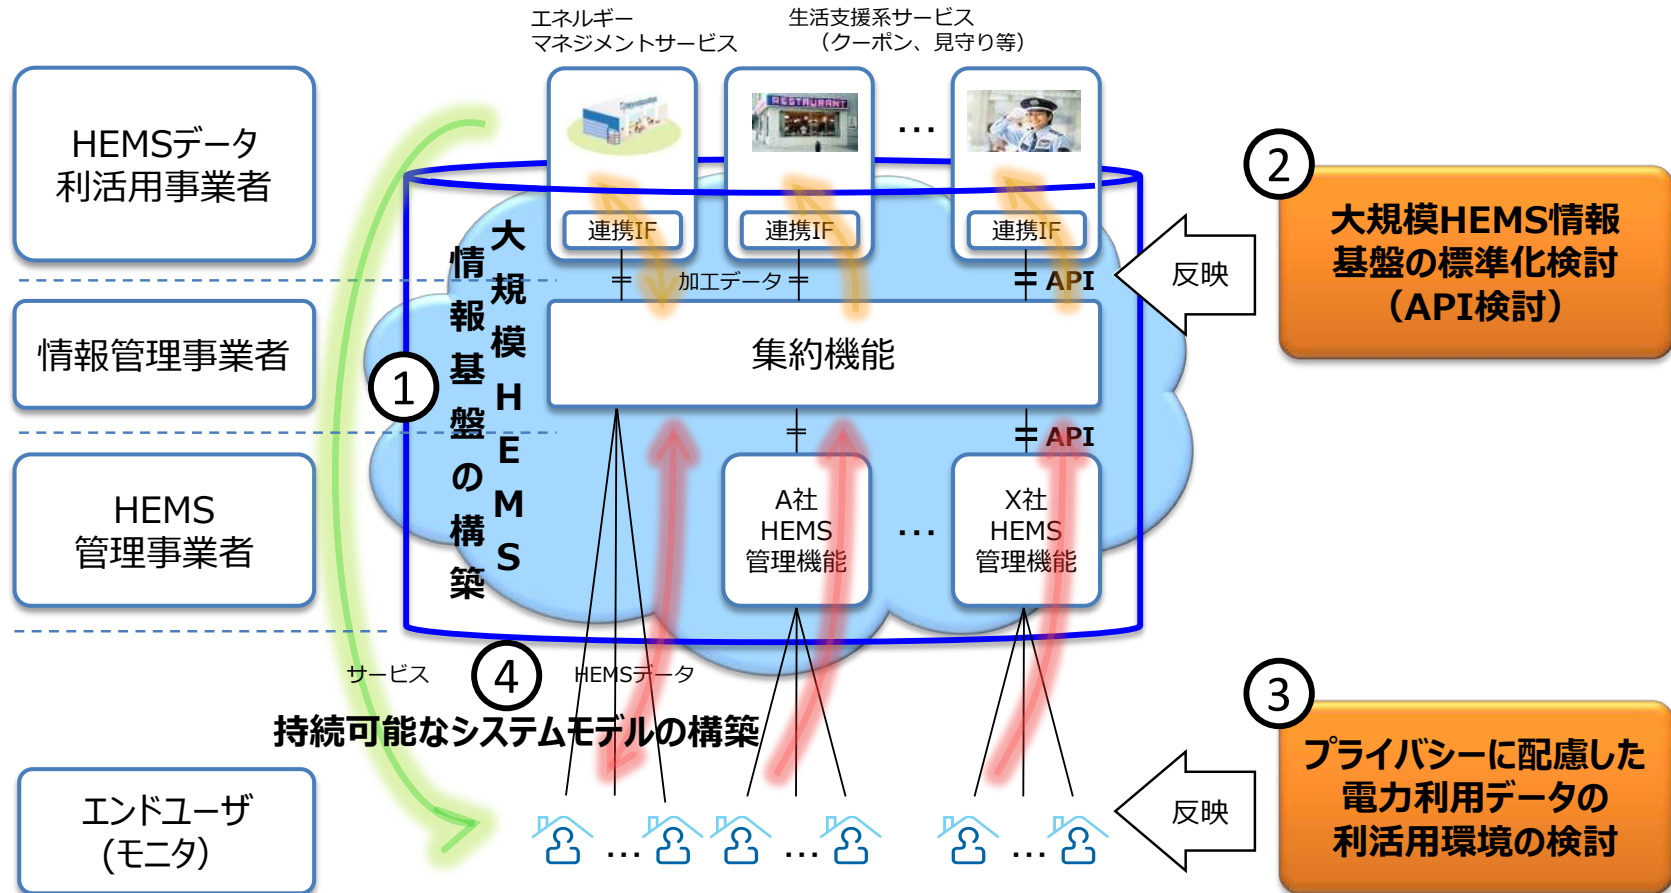 エネルギー
マネジメントサービス
生活支援系サービス
（クーポン、見守り等）
HEMSデータ
利活用事業者
RESTAURANT
...
連携IF
連携IF
連携IF
加工データ
API
反映
②
大規模HEMS情報
基盤の標準化検討
（API検討）
情報管理事業者
①
大規模HEMS
情報基盤の構築
集約機能
API
HEMS
管理事業者
A社
HEMS
管理機能
...
X社
HEMS
管理機能
サービス
④
HEMSデータ
持続可能なシステムモデルの構築
③
プライバシーに配慮した
電力利用データの
利活用環境の検討
反映
エンドユーザ
(モニタ）
...
...
...